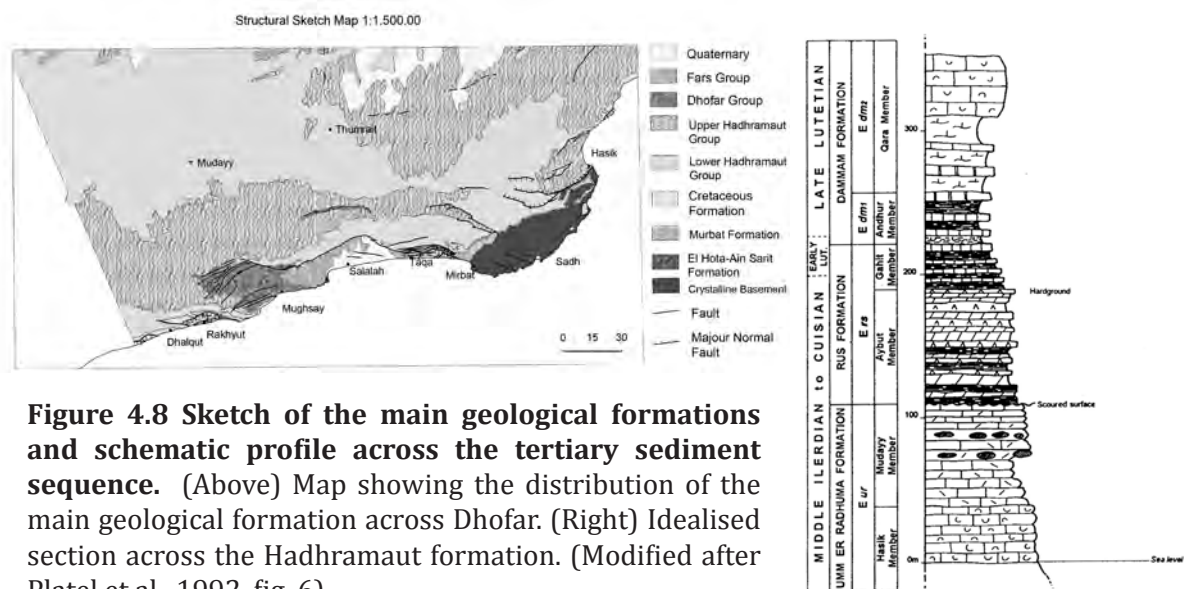 Structural Sketch Map 1:1.500.00
Thumrait
Mudayy
Hasik
Salalah
Taqa
Mirbat
Sadh
Mughsay
Rakhyut
Dhalqut
0 15 30
Quaternary
Fars Group
Dhofar Group
Upper Hadhramaut
Group
Lower Hadhramaut
Group
Cretaceous
Formation
Murbat Formation
El Hota-Ain Sarit
Formation
Crystalline Basement
Fault
Majour Normal
Fault
Figure 4.8 Sketch of the main geological formations
and schematic profile across the tertiary sediment
sequence. (Above) Map showing the distribution of the
main geological formation across Dhofar. (Right) Idealised
section across the Hadhramaut formation. (Modified after
Platel et al., 1992, fig. 6)
LATE LUTETIAN
EARLY
LUT.
MIDDLE ILERDIAN to CUISIAN
DAMMAM FORMATION
RUS FORMATION
UMM ER RADHUMA FORMATION
E dm2
E dm1
E rs
E ur
Qara Member
Andhur
Member
Gahit
Member
Aybut
Member
Mudayy
Member
Hasik
Member
300
200
100
0m
Hardground
Scoured surface
Sea level